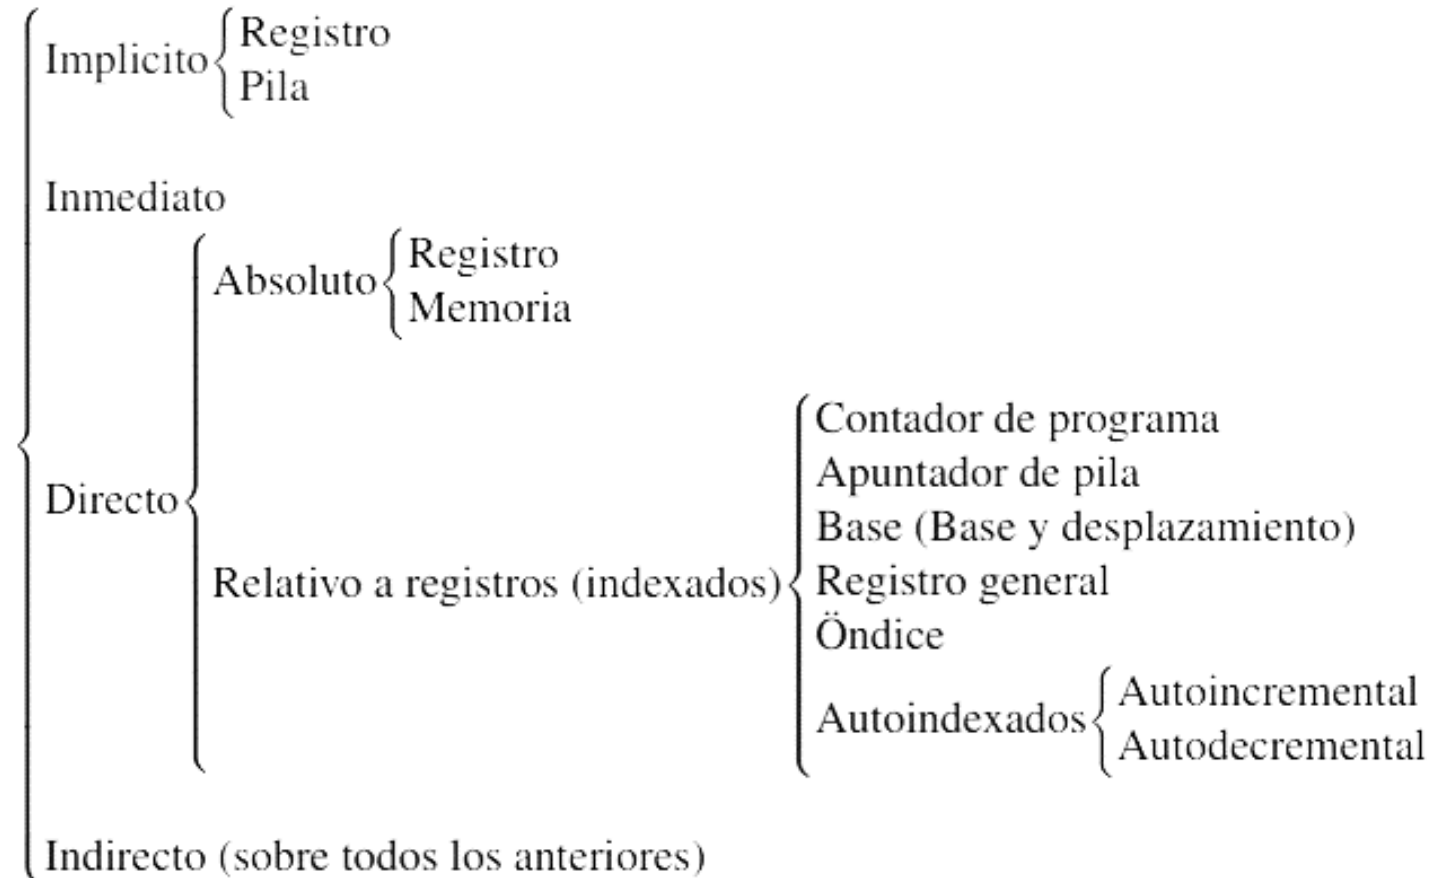 Implicito
Registro
Pila
Inmediato
Directo
Absoluto
Registro
Memoria
Relativo a registros (indexados)
Contador de programa
Apuntador de pila
Base (Base y desplazamiento)
Registro general
Öndice
Autoindexados
Autoincremental
Autodecremental
Indirecto (sobre todos los anteriores)